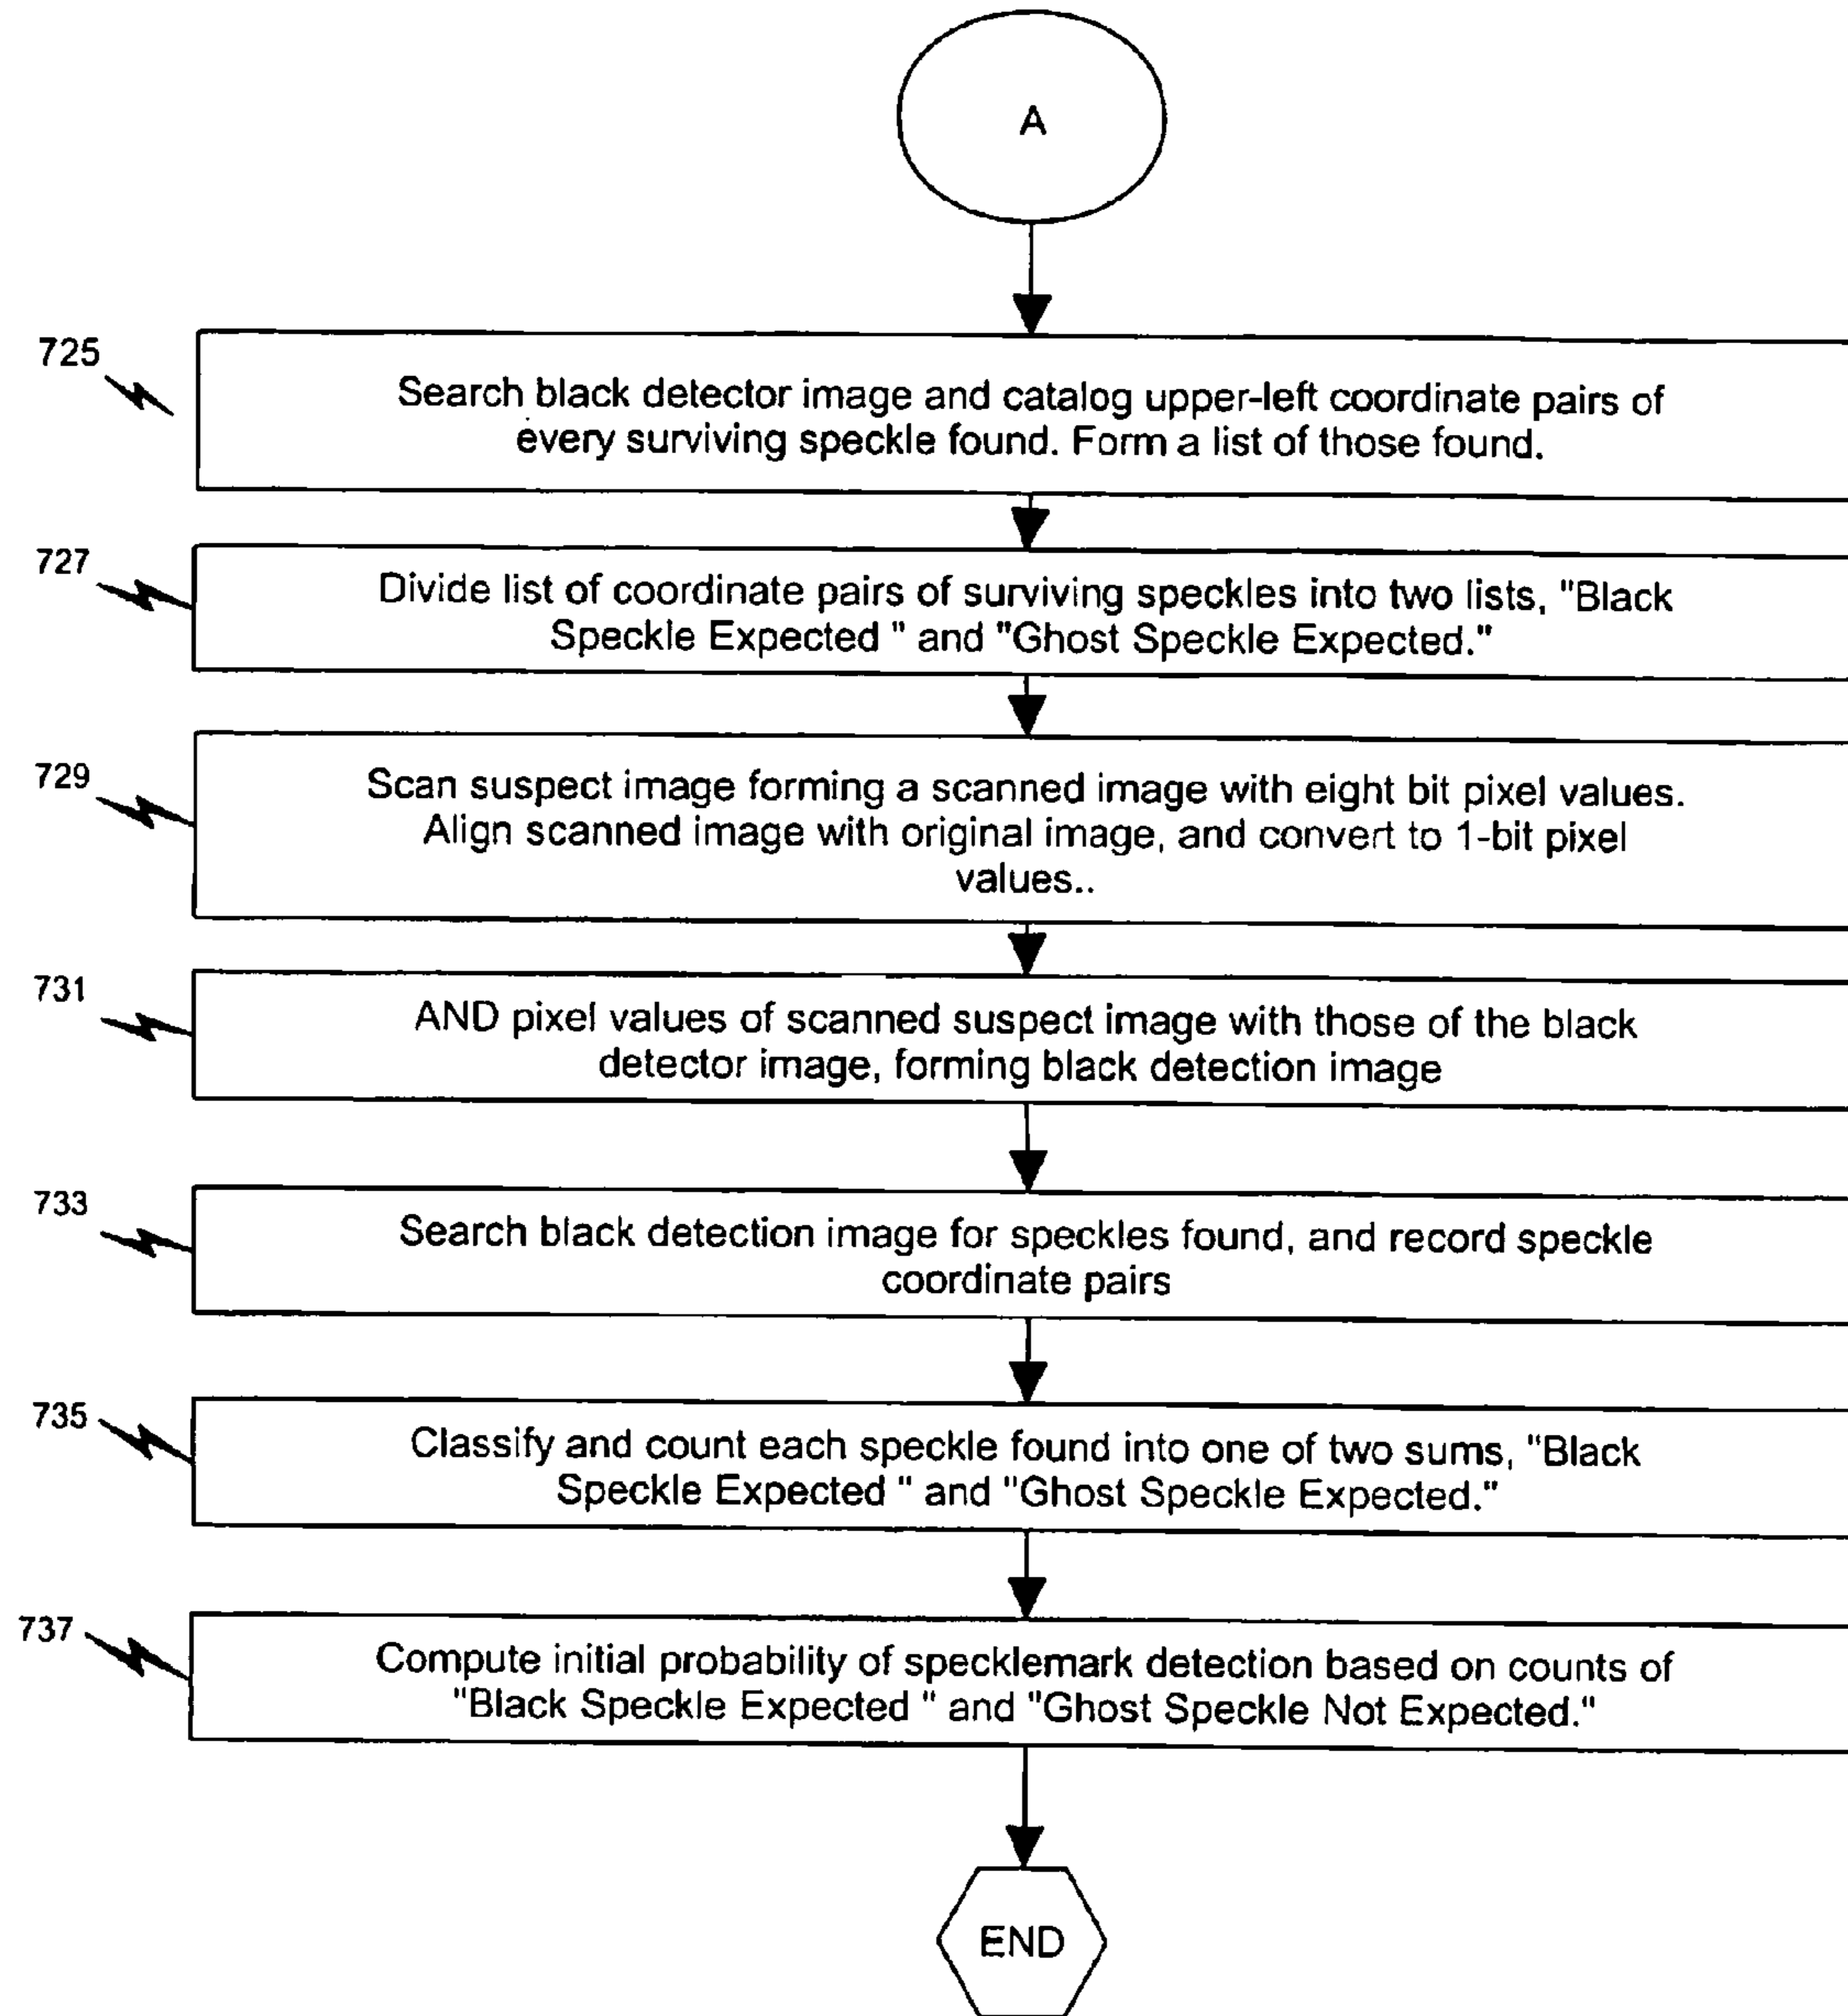 A
725
Search black detector image and catalog upper-left coordinate pairs of
every surviving speckle found. Form a list of those found.
727
Divide list of coordinate pairs of surviving speckles into two lists, "Black
Speckle Expected " and "Ghost Speckle Expected."
729
Scan suspect image forming a scanned image with eight bit pixel values.
Align scanned image with original image, and convert to 1-bit pixel
values..
731
AND pixel values of scanned suspect image with those of the black
detector image, forming black detection image
733
Search black detection image for speckles found, and record speckle
coordinate pairs
735
Classify and count each speckle found into one of two sums, "Black
Speckle Expected " and "Ghost Speckle Expected."
737
Compute initial probability of specklemark detection based on counts of
"Black Speckle Expected " and "Ghost Speckle Not Expected."
END